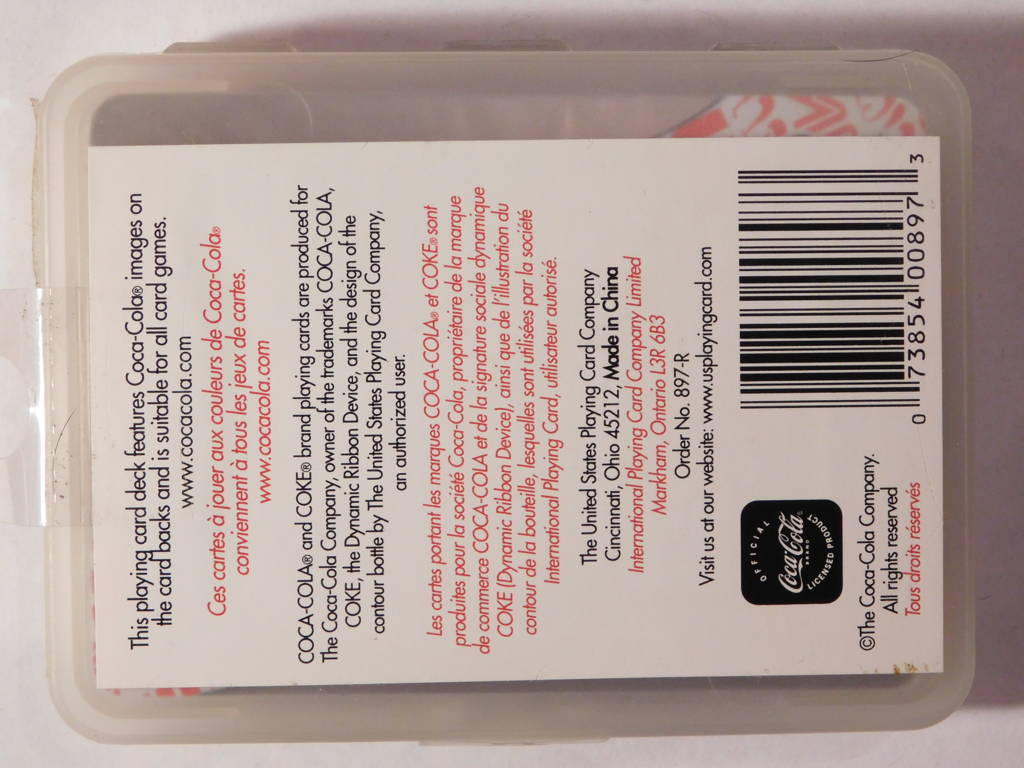 This playing card deck features Coca-Cola® images on
the card backs and is suitable for all card games.
www.cocacola.com
Ces cartes à jouer aux couleurs de Coca-Cola®
conviennent à tous les jeux de cartes.
www.cocacola.com
COCA-COLA® and COKE® brand playing cards are produced for
The Coca-Cola Company, owner of the trademarks COCA-COLA,
COKE, the Dynamic Ribbon Device, and the design of the
contour bottle by The United States Playing Card Company,
an authorized user.
Les cartes portant les marques COCA-COLA® et COKE® sont
produites pour la société Coca-Cola, propriétaire de la marque
de commerce COCA-COLA et de la signature sociale dynamique
COKE (Dynamic Ribbon Device), ainsi que de l'illustration du
contour de la bouteille, lesquelles sont utilisées par la société
International Playing Card, utilisateur autorisé.
The United States Playing Card Company
Cincinnati, Ohio 45212, Made in China
International Playing Card Company Limited
Markham, Ontario L3R 6B3
Order No. 897-R
Visit us at our website: www.usplayingcard.com
OFFICIAL
Coca-Cola®
BRAND
LICENSED PRODUCT
©The Coca-Cola Company.
All rights reserved
Tous droits réservés
0 73854 00897 3